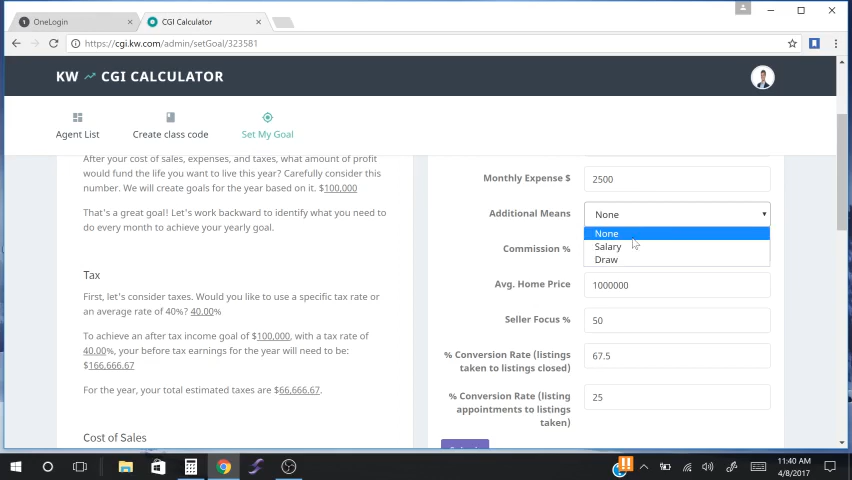 OneLogin
CGI Calculator
https://cgi.kw.com/admin/setGoal/323581
KW CGI CALCULATOR
Agent List
Create class code
Set My Goal
After your cost of sales, expenses, and taxes, what amount of profit
would fund the life you want to live this year? Carefully consider this
number. We will create goals for the year based on it. $100,000
That's a great goal! Let's work backward to identify what you need to
do every month to achieve your yearly goal.
Tax
First, let's consider taxes. Would you like to use a specific tax rate or
an average rate of 40%? 40.00%
To achieve an after tax income goal of $100,000, with a tax rate of
40.00%, your before tax earnings for the year will need to be:
$166,666.67
For the year, your total estimated taxes are $66,666.67.
Cost of Sales
Monthly Expense $
2500
Additional Means
None
None
Salary
Draw
Commission %
Avg. Home Price
1000000
Seller Focus %
50
% Conversion Rate (listings
taken to listings closed)
67.5
% Conversion Rate (listing
appointments to listings
taken)
25
11:40 AM
4/8/2017